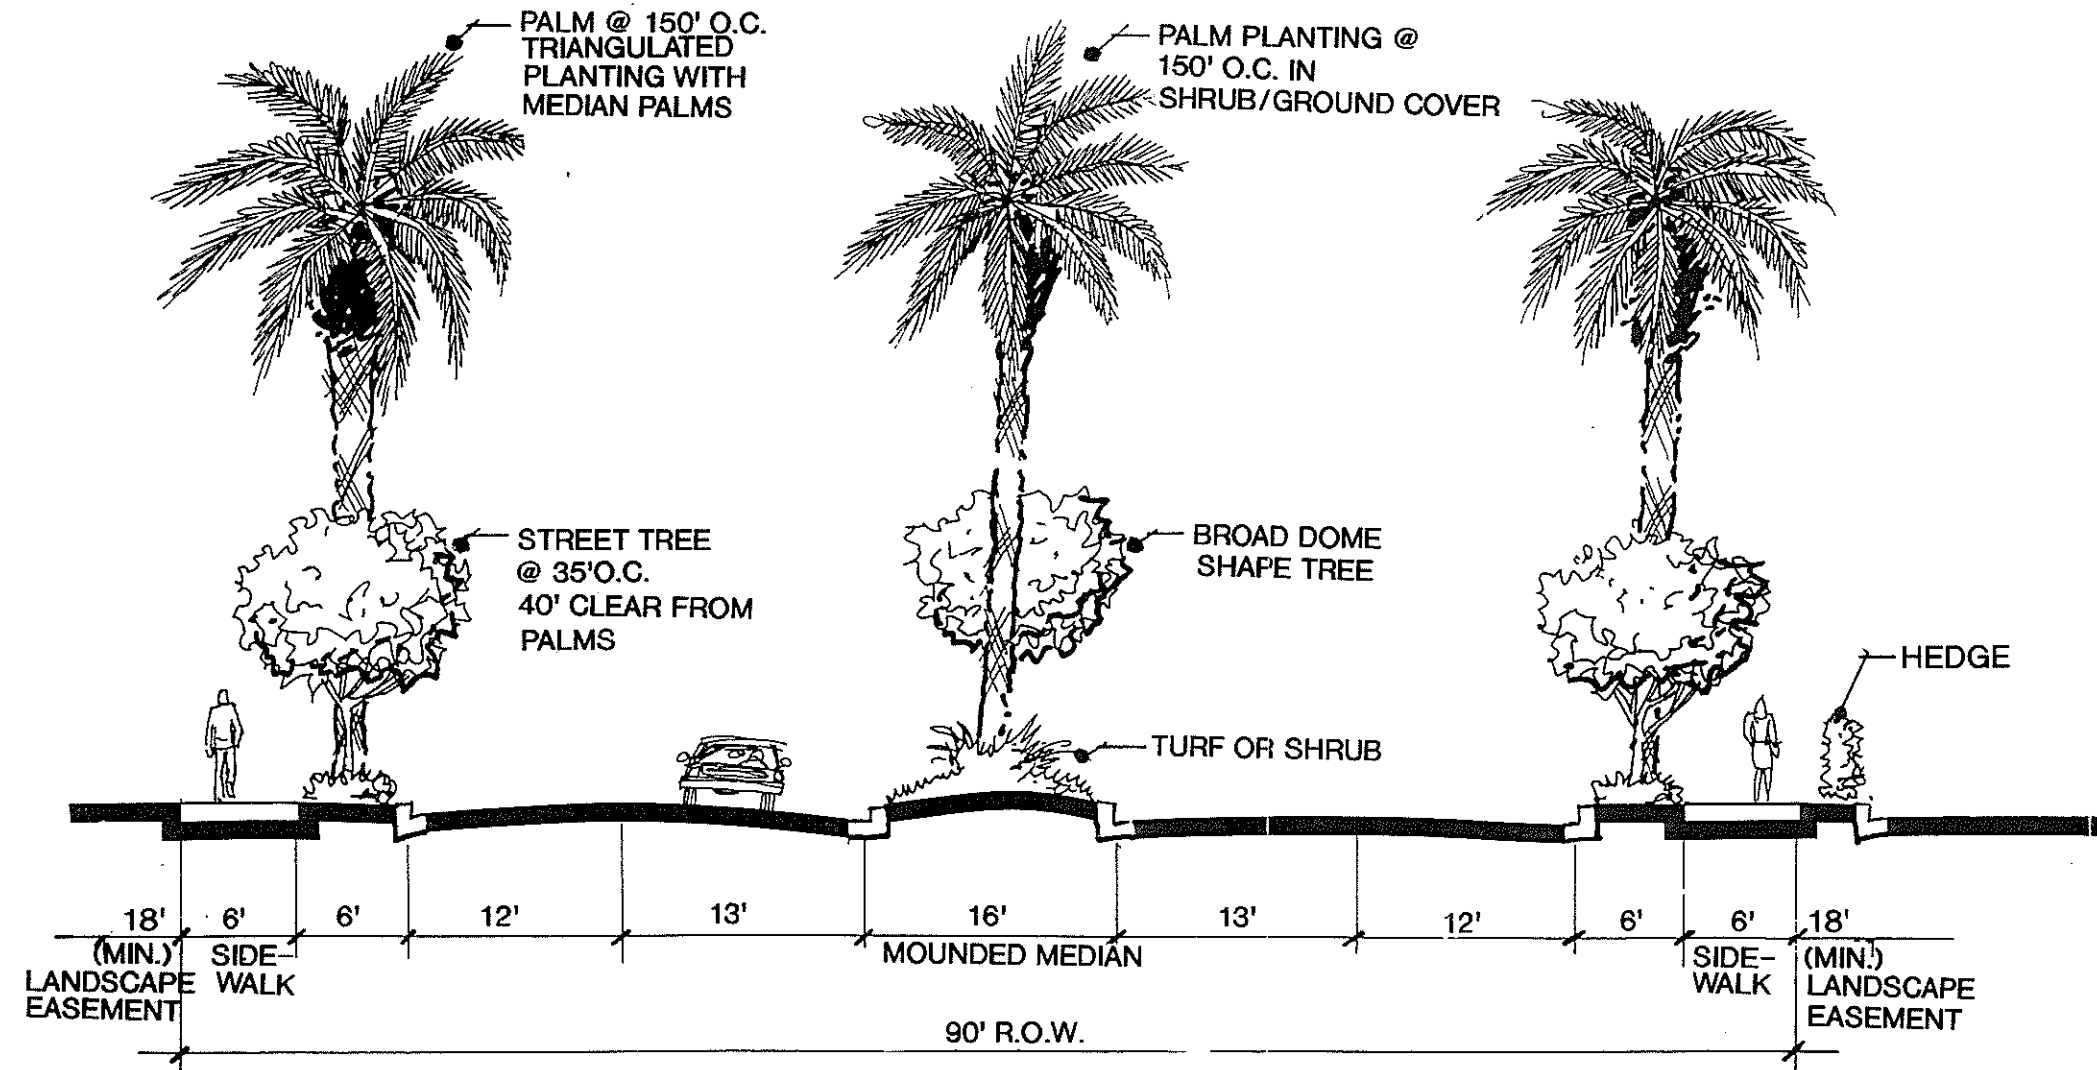 PALM @ 150' O.C.
TRIANGULATED
PLANTING WITH
MEDIAN PALMS
PALM PLANTING @
150' O.C. IN
SHRUB/GROUND COVER
STREET TREE
@ 35'O.C.
40' CLEAR FROM
PALMS
BROAD DOME
SHAPE TREE
HEDGE
TURF OR SHRUB
18' 6' 6' 12' 13' 16' 13' 12' 6' 6' 18'
(MIN.) SIDE- MOUNDED MEDIAN SIDE- (MIN.)
LANDSCAPE WALK WALK LANDSCAPE
EASEMENT EASEMENT
90' R.O.W.